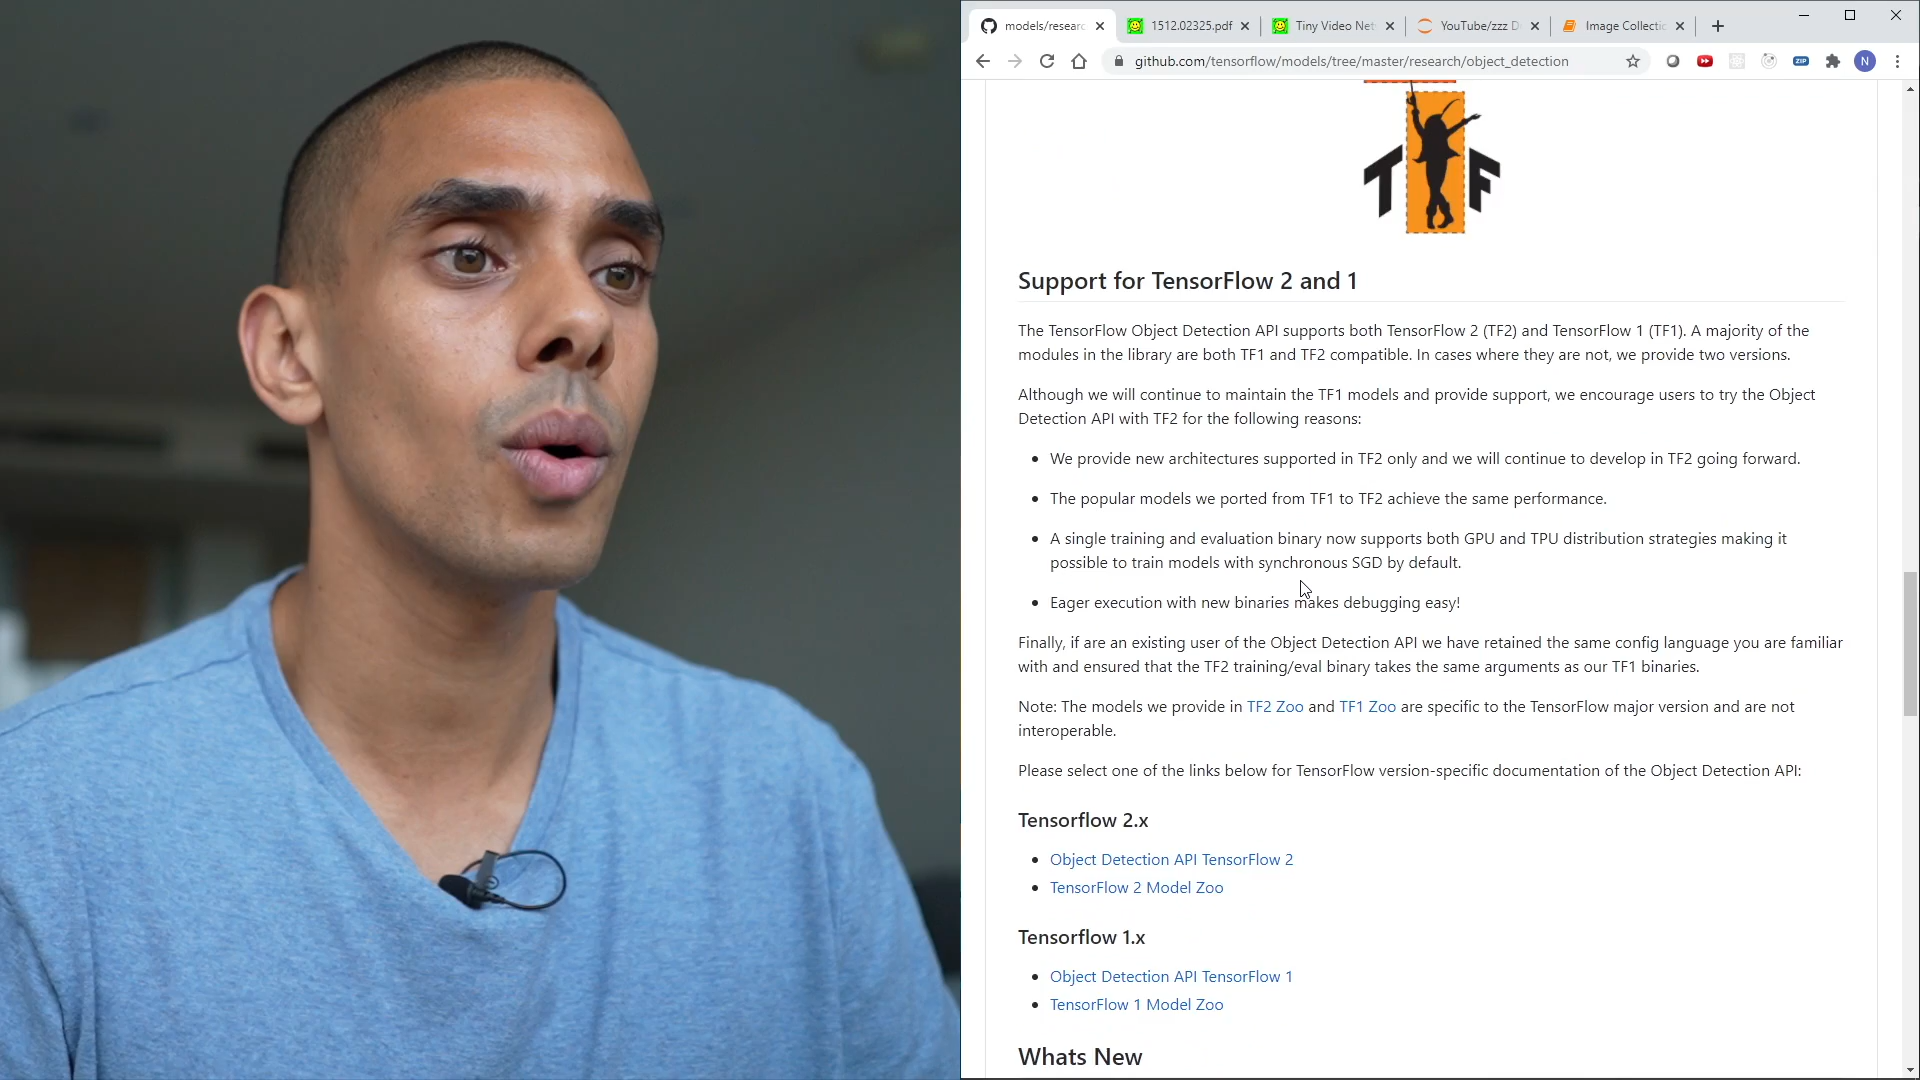 models/researc
1512.02325.pdf
Tiny Video Net
YouTube/zzz D
Image Collectio
github.com/tensorflow/models/tree/master/research/object_detection
ZIP
N
T F
Support for TensorFlow 2 and 1
The TensorFlow Object Detection API supports both TensorFlow 2 (TF2) and TensorFlow 1 (TF1). A majority of the
modules in the library are both TF1 and TF2 compatible. In cases where they are not, we provide two versions.
Although we will continue to maintain the TF1 models and provide support, we encourage users to try the Object
Detection API with TF2 for the following reasons:
We provide new architectures supported in TF2 only and we will continue to develop in TF2 going forward.
The popular models we ported from TF1 to TF2 achieve the same performance.
A single training and evaluation binary now supports both GPU and TPU distribution strategies making it
possible to train models with synchronous SGD by default.
Eager execution with new binaries makes debugging easy!
Finally, if are an existing user of the Object Detection API we have retained the same config language you are familiar
with and ensured that the TF2 training/eval binary takes the same arguments as our TF1 binaries.
Note: The models we provide in TF2 Zoo and TF1 Zoo are specific to the TensorFlow major version and are not
interoperable.
Please select one of the links below for TensorFlow version-specific documentation of the Object Detection API:
Tensorflow 2.x
Object Detection API TensorFlow 2
TensorFlow 2 Model Zoo
Tensorflow 1.x
Object Detection API TensorFlow 1
TensorFlow 1 Model Zoo
Whats New